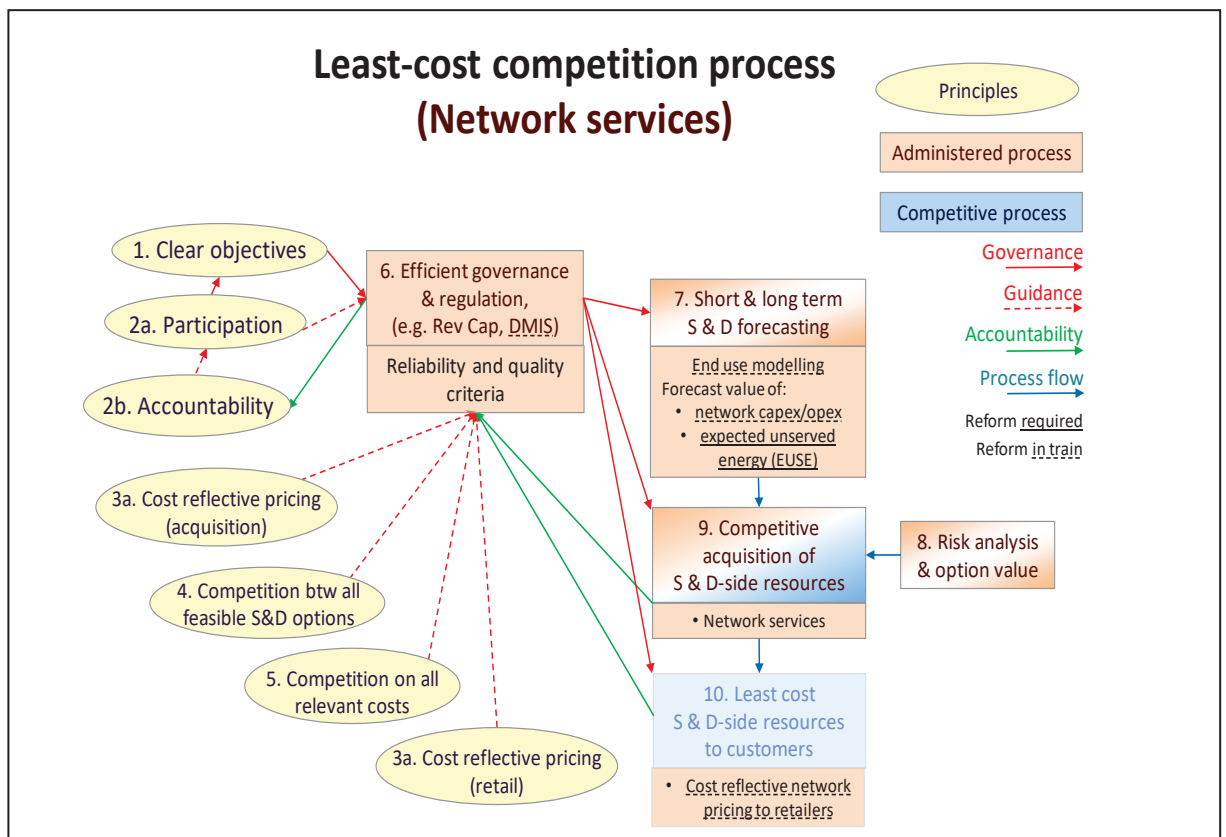 Least-cost competition process
(Network services)
Principles
Administered process
Competitive process
Governance
Guidance
Accountability
Process flow
Reform required
Reform in train
1. Clear objectives
2a. Participation
2b. Accountability
3a. Cost reflective pricing
(acquisition)
4. Competition btw all
feasible S&D options
5. Competition on all
relevant costs
3a. Cost reflective pricing
(retail)
6. Efficient governance
& regulation,
(e.g. Rev Cap, DMIS)
Reliability and quality
criteria
7. Short & long term
S & D forecasting
End use modelling
Forecast value of:
• network capex/opex
• expected unserved
energy (EUSE)
9. Competitive
acquisition of
S & D-side resources
• Network services
8. Risk analysis
& option value
10. Least cost
S & D-side resources
to customers
• Cost reflective network
pricing to retailers